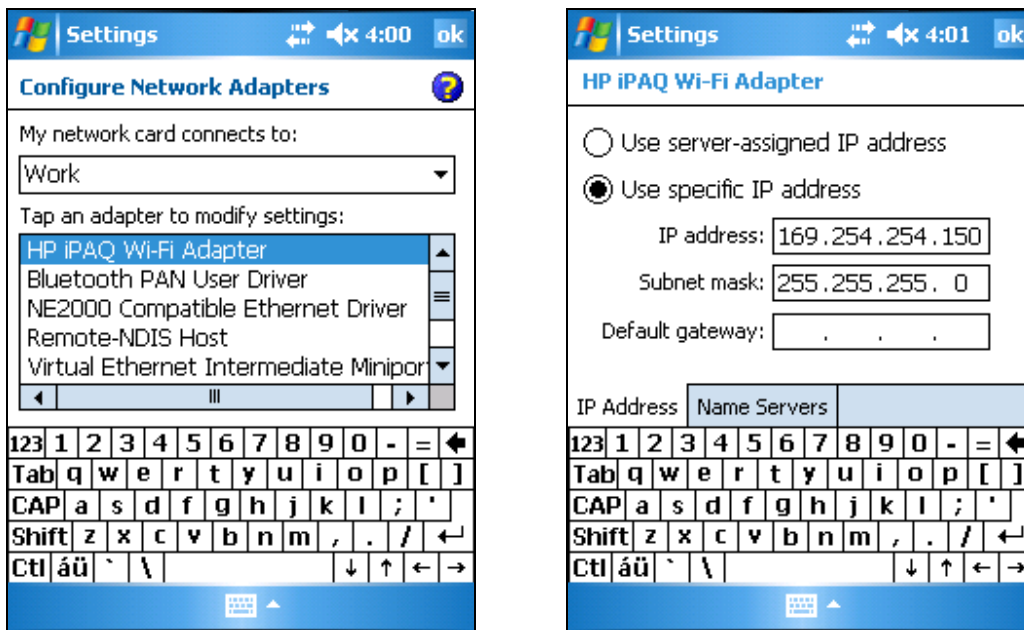 Settings 4:00 ok
Configure Network Adapters ?
My network card connects to:
Work
Tap an adapter to modify settings:
HP iPAQ Wi-Fi Adapter
Bluetooth PAN User Driver
NE2000 Compatible Ethernet Driver
Remote-NDIS Host
Virtual Ethernet Intermediate Minipor
123 1 2 3 4 5 6 7 8 9 0 - =
Tab q w e r t y u i o p [ ]
CAP a s d f g h j k l ; '
Shift z x c v b n m , . /
Ctl áü ` \
Settings 4:01 ok
HP iPAQ Wi-Fi Adapter
Use server-assigned IP address
Use specific IP address
IP address: 169.254.254.150
Subnet mask: 255.255.255. 0
Default gateway: . . .
IP Address Name Servers
123 1 2 3 4 5 6 7 8 9 0 - =
Tab q w e r t y u i o p [ ]
CAP a s d f g h j k l ; '
Shift z x c v b n m , . /
Ctl áü ` \